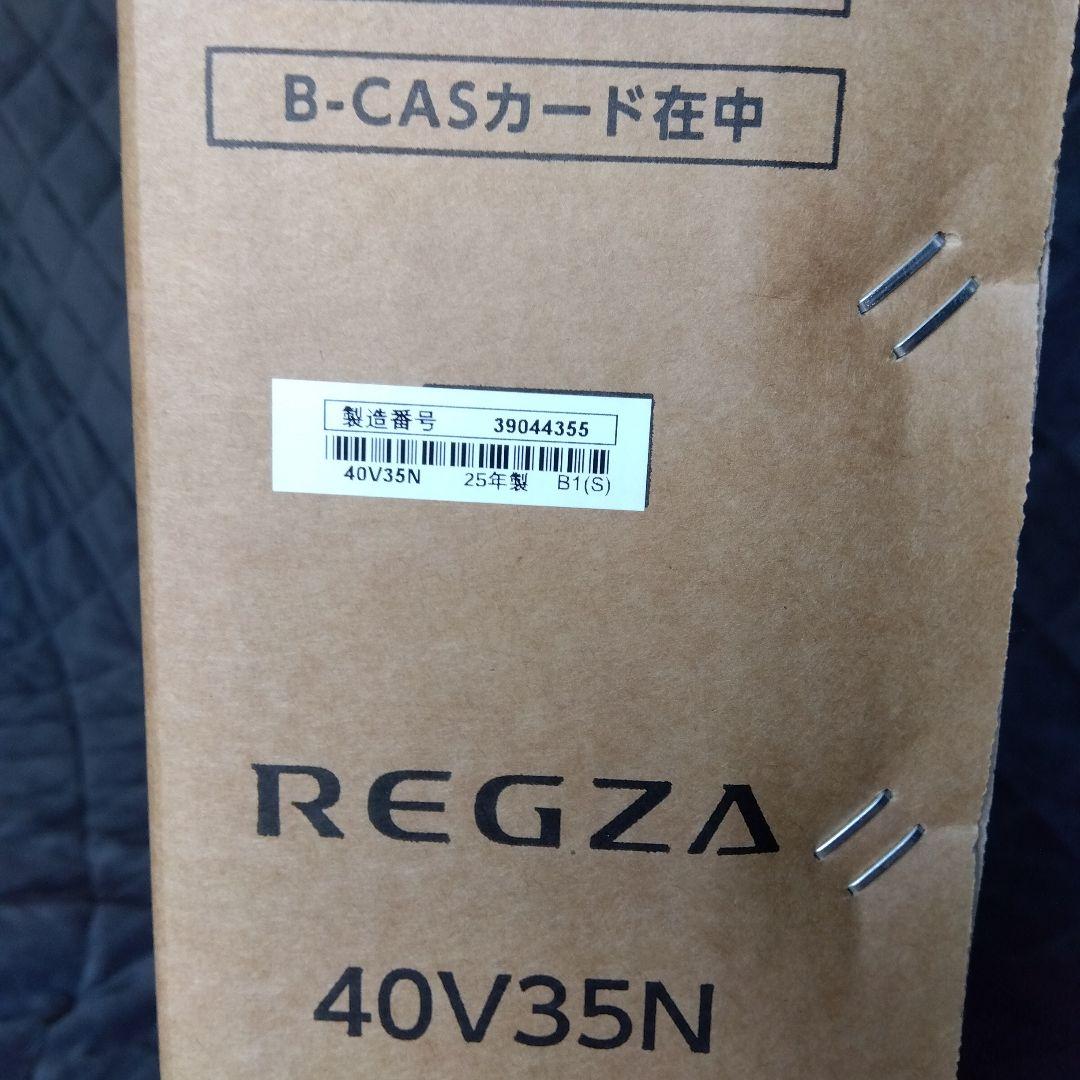 B-CASカード在中
製造番号 39044355
40V35N 25年製 B1(S)
REGZA
40V35N